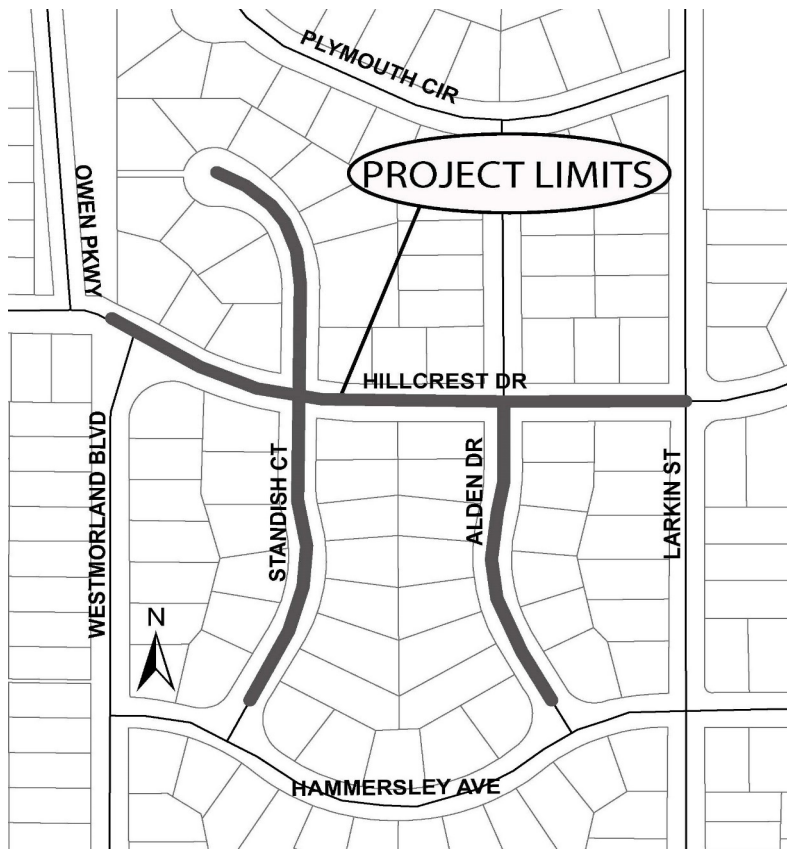 PLYMOUTH CIR
PROJECT LIMITS
OWEN PKWY
HILLCREST DR
WESTMORLAND BLVD
STANDISH CT
ALDEN DR
LARKIN ST
N
HAMMERSLEY AVE